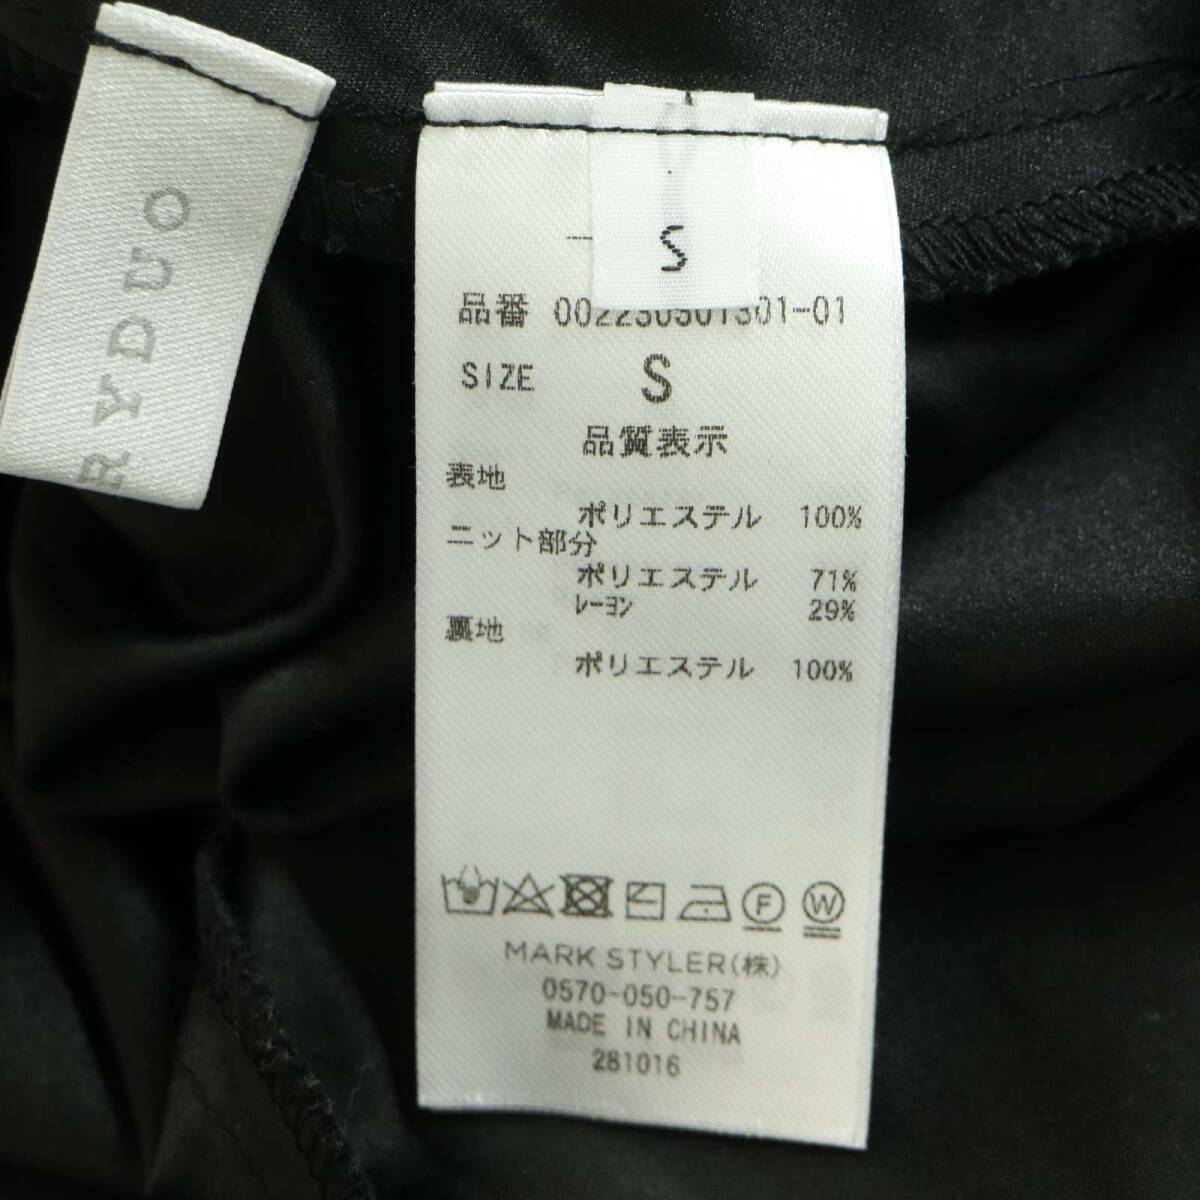 RYDUO
S
品番 002230501301-01
SIZE S
品質表示
表地
ポリエステル 100%
ニット部分
ポリエステル 71%
レーヨン 29%
裏地
ポリエステル 100%
F W
MARK STYLER(株)
0570-050-757
MADE IN CHINA
281016